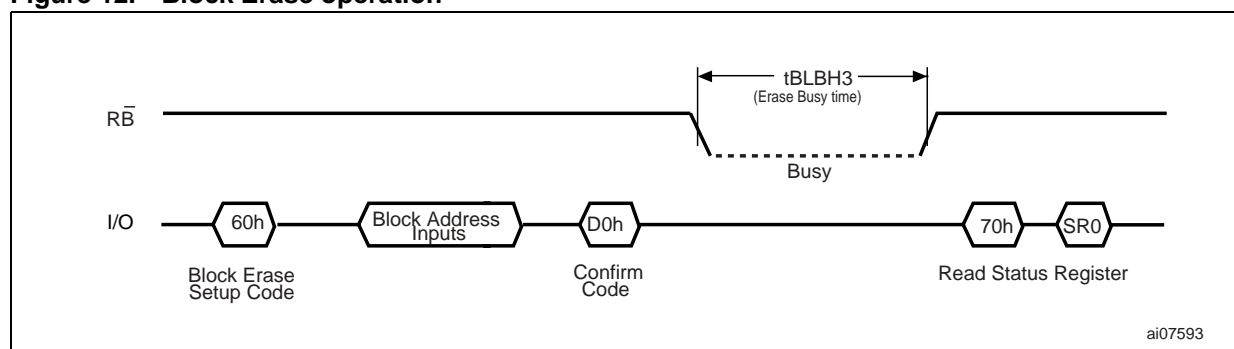 Figure 12. Block Erase operation
tBLBH3
(Erase Busy time)
RB̅
Busy
I/O
60h
Block Address
Inputs
D0h
70h
SR0
Block Erase
Setup Code
Confirm
Code
Read Status Register
ai07593